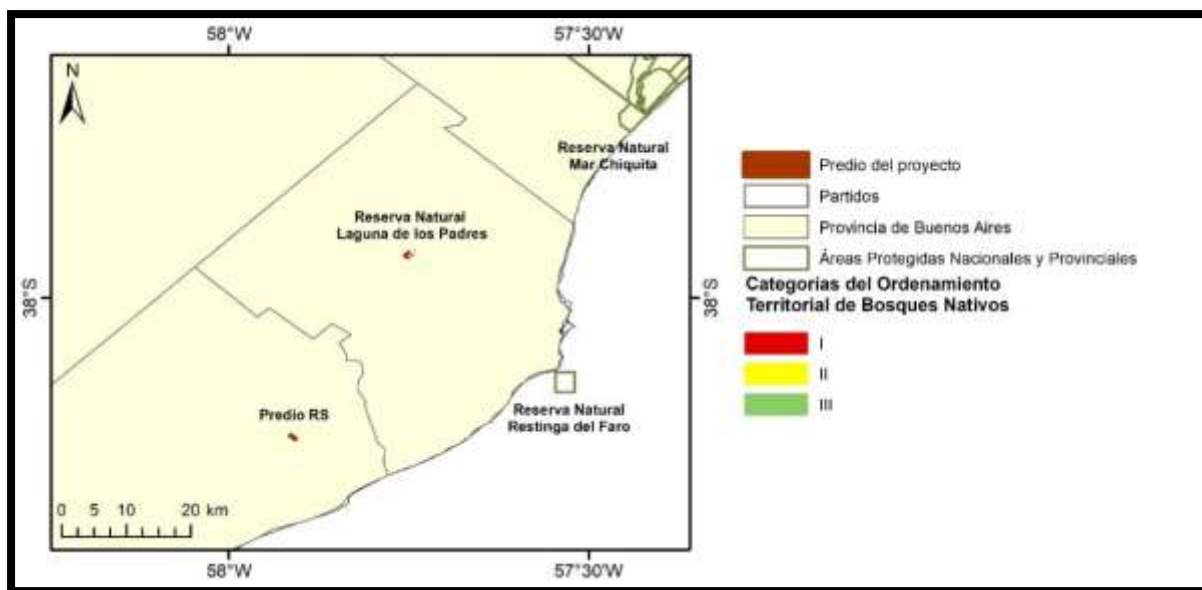 58°W
57°30'W
N
Reserva Natural
Mar Chiquita
Reserva Natural
Laguna de los Padres
38°S
38°S
Reserva Natural
Restinga del Faro
Predio RS
0 5 10 20 km
58°W
57°30'W
Predio del proyecto
Partidos
Provincia de Buenos Aires
Áreas Protegidas Nacionales y Provinciales
Categorías del Ordenamiento
Territorial de Bosques Nativos
I
II
III